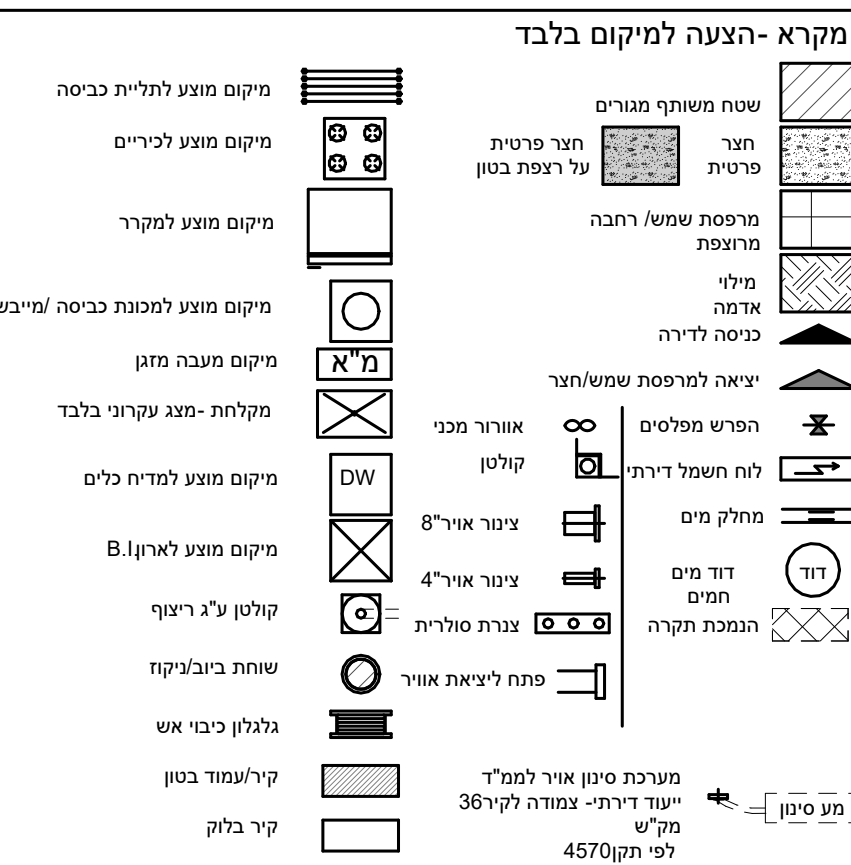 מקרא -הצעה למיקום בלבד
שטח משותף מגורים
חצר
פרטית
חצר פרטית
על רצפת בטון
מרפסת שמש/ רחבה
מרוצפת
מילוי
אדמה
כניסה לדירה
יציאה למרפסת שמש/חצר
הפרש מפלסים
לוח חשמל דירתי
מחלק מים
דוד
דוד מים
חמים
הנמכת תקרה
אוורור מכני
קולטן
צינור אויר"8
צינור אויר"4
צנרת סולרית
פתח ליציאת אוויר
מע סינון
מערכת סינון אויר לממ"ד
ייעוד דירתי- צמודה לקיר36
מק"ש
לפי תקן4570
מיקום מוצע לתליית כביסה
מיקום מוצע לכיריים
מיקום מוצע למקרר
מיקום מוצע למכונת כביסה /מייבש
מ"א
מיקום מעבה מזגן
מקלחת -מצג עקרוני בלבד
DW
מיקום מוצע למדיח כלים
מיקום מוצע לארון.B.I
קולטן ע"ג ריצוף
שוחת ביוב/ניקוז
גלגלון כיבוי אש
קיר/עמוד בטון
קיר בלוק